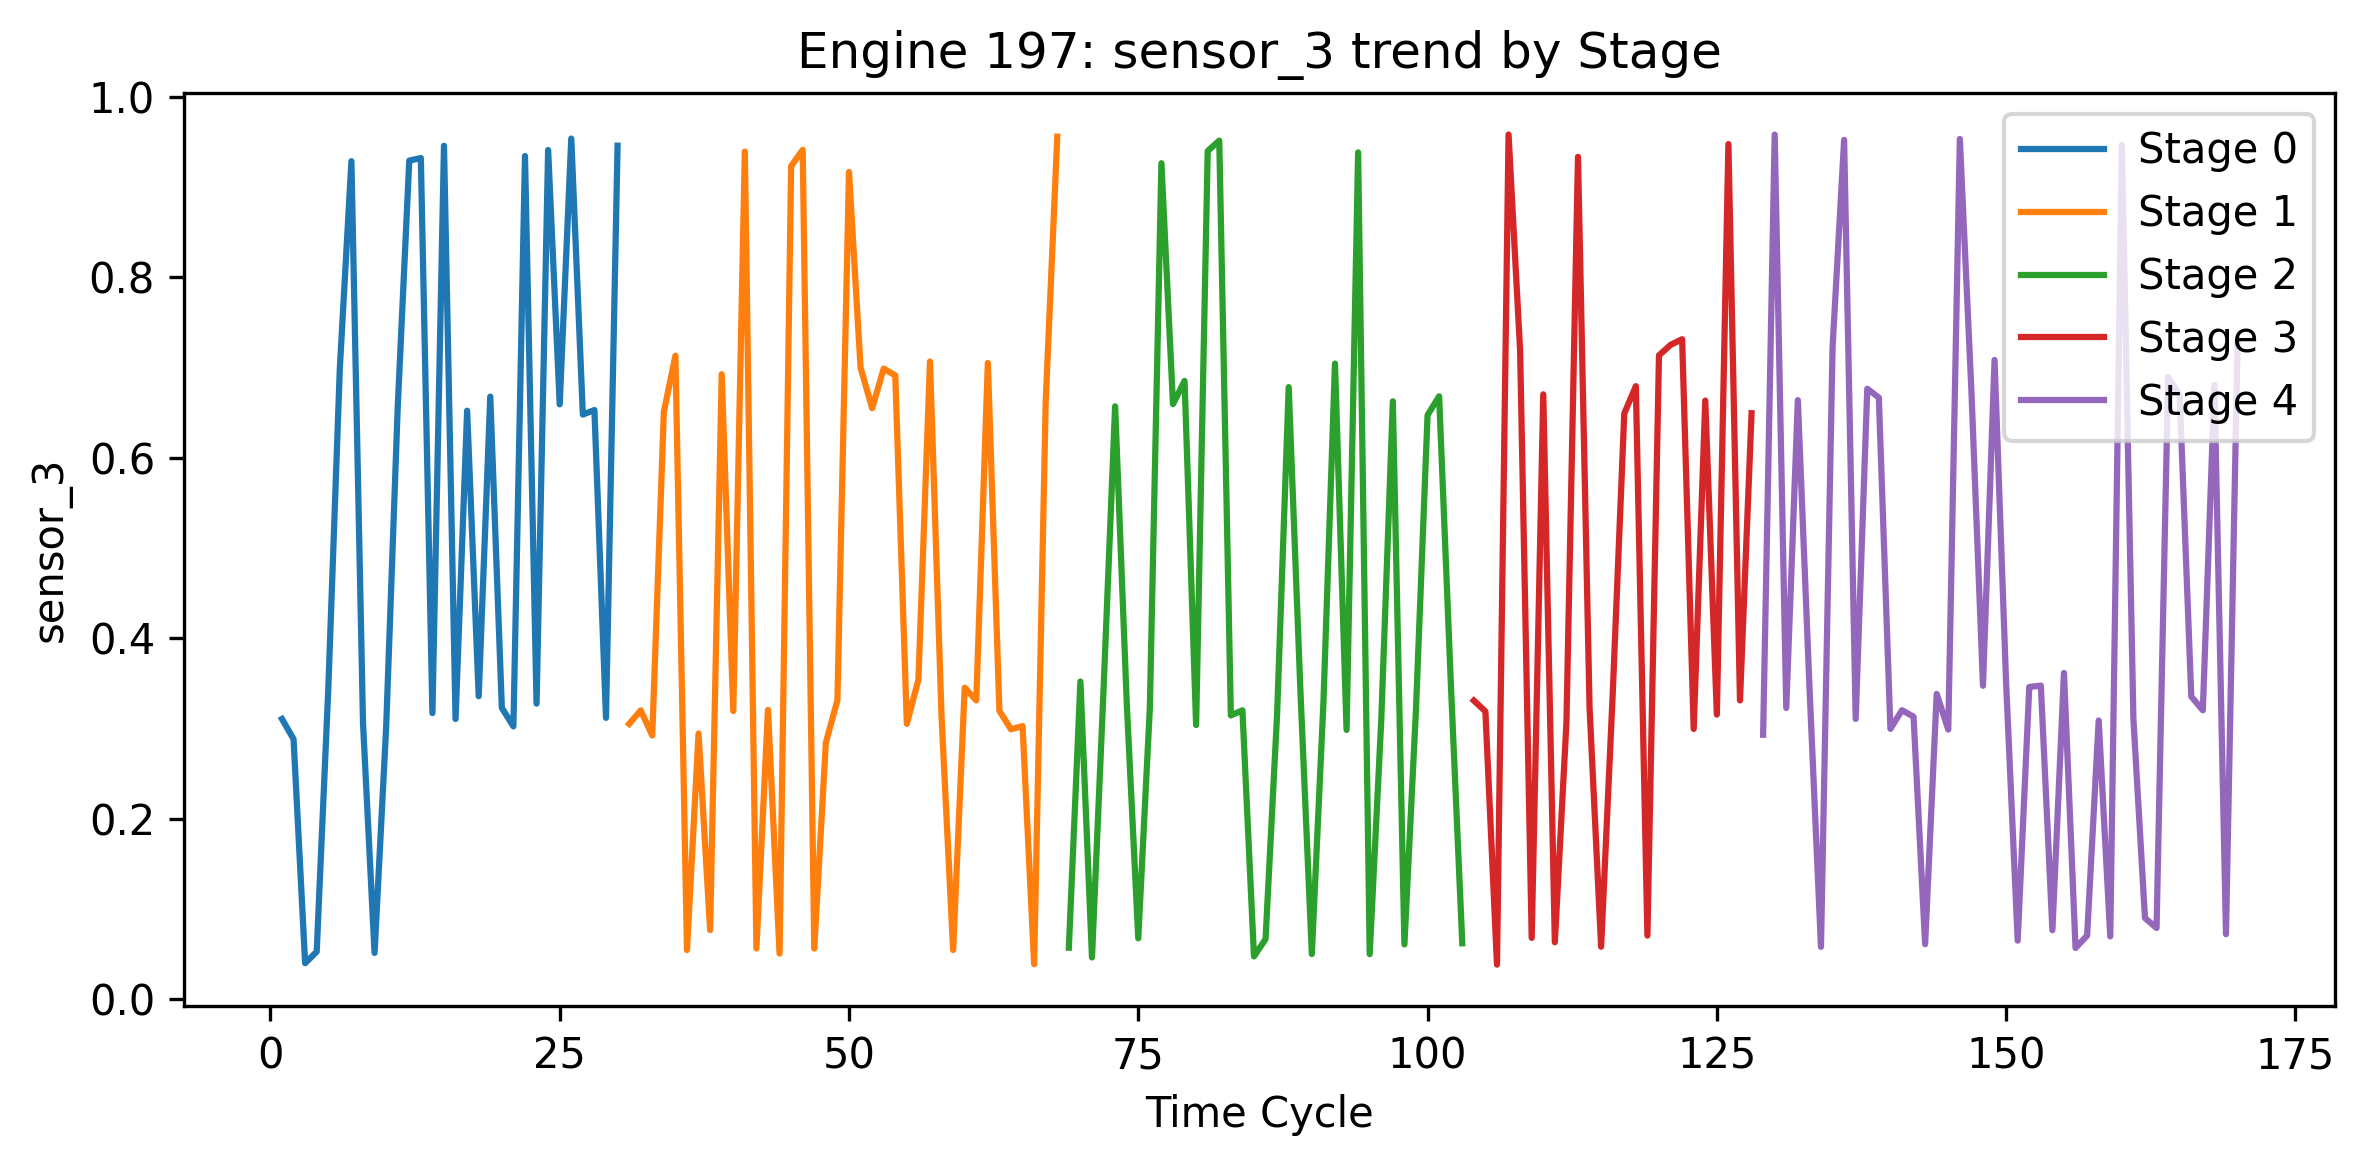 Engine 197: sensor_3 trend by Stage
1.0
0.8
0.6
0.4
0.2
0.0
sensor_3
Stage 0
Stage 1
Stage 2
Stage 3
Stage 4
0 25 50 75 100 125 150 175
Time Cycle